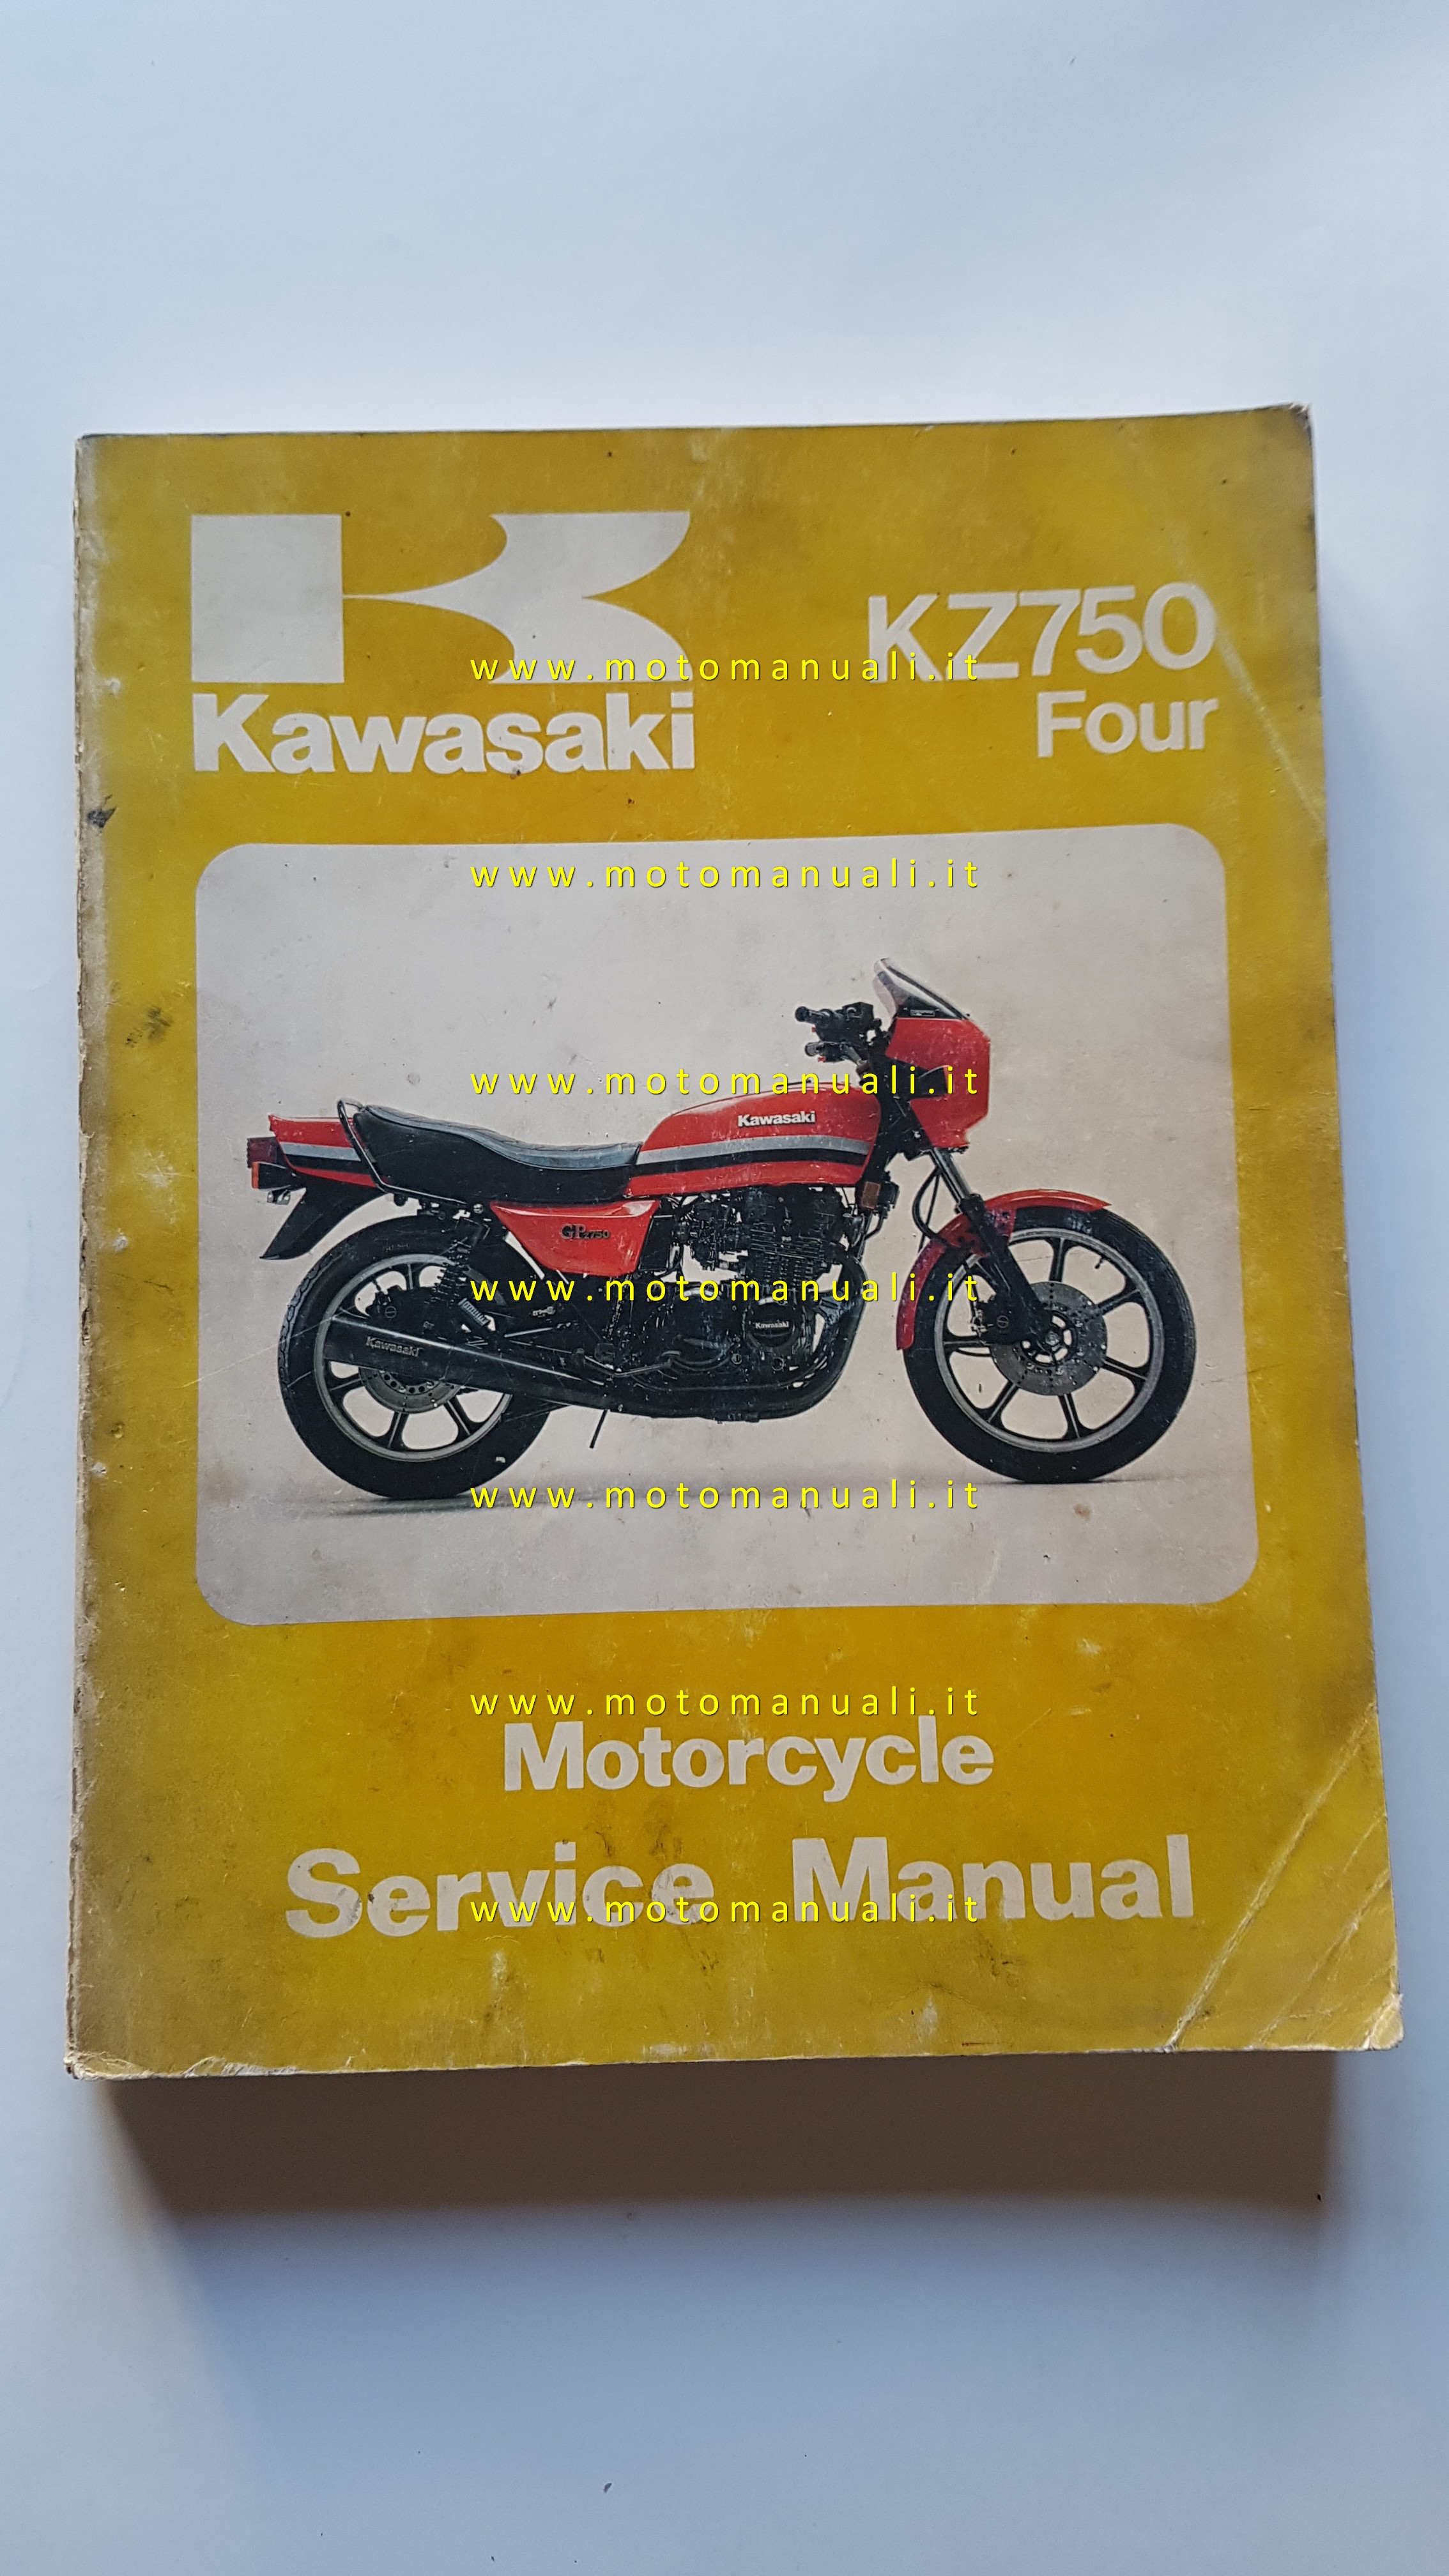 KZ750
www.motomanuali.it
Kawasaki
Four
www.motomanuali.it
www.motomanuali.it
Kawasaki
GPz750
www.motomanuali.it
Kawasaki
Kawasaki
www.motomanuali.it
www.motomanuali.it
Motorcycle
Service Manual
www.motomanuali.it